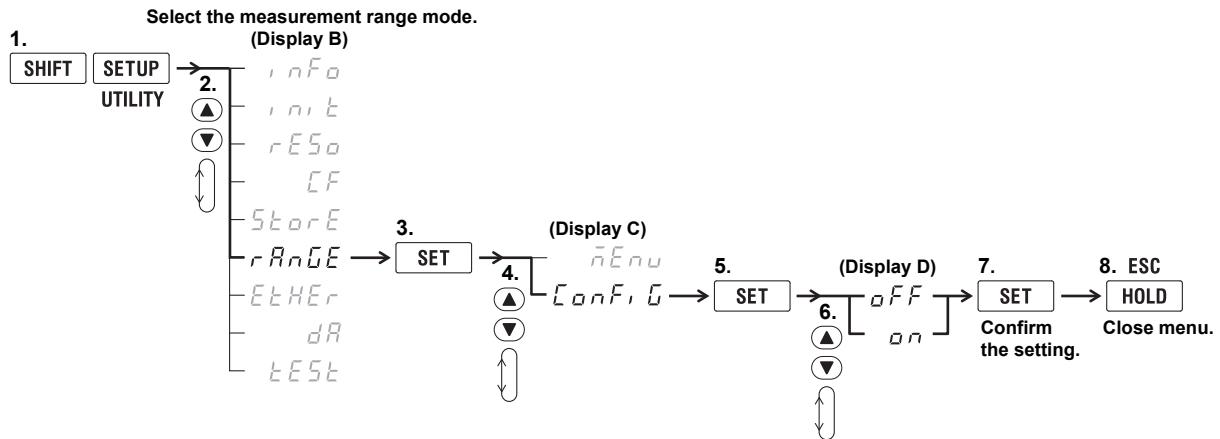 Select the measurement range mode.
1.
(Display B)
SHIFT SETUP
UTILITY
2.
inFo
init
rESo
CF
StorE
rAnGE
EtHEr
dA
tESt
3.
SET
(Display C)
4.
mEnu
ConFiG
5.
SET
(Display D)
6.
oFF
on
7.
SET
Confirm
the setting.
8. ESC
HOLD
Close menu.